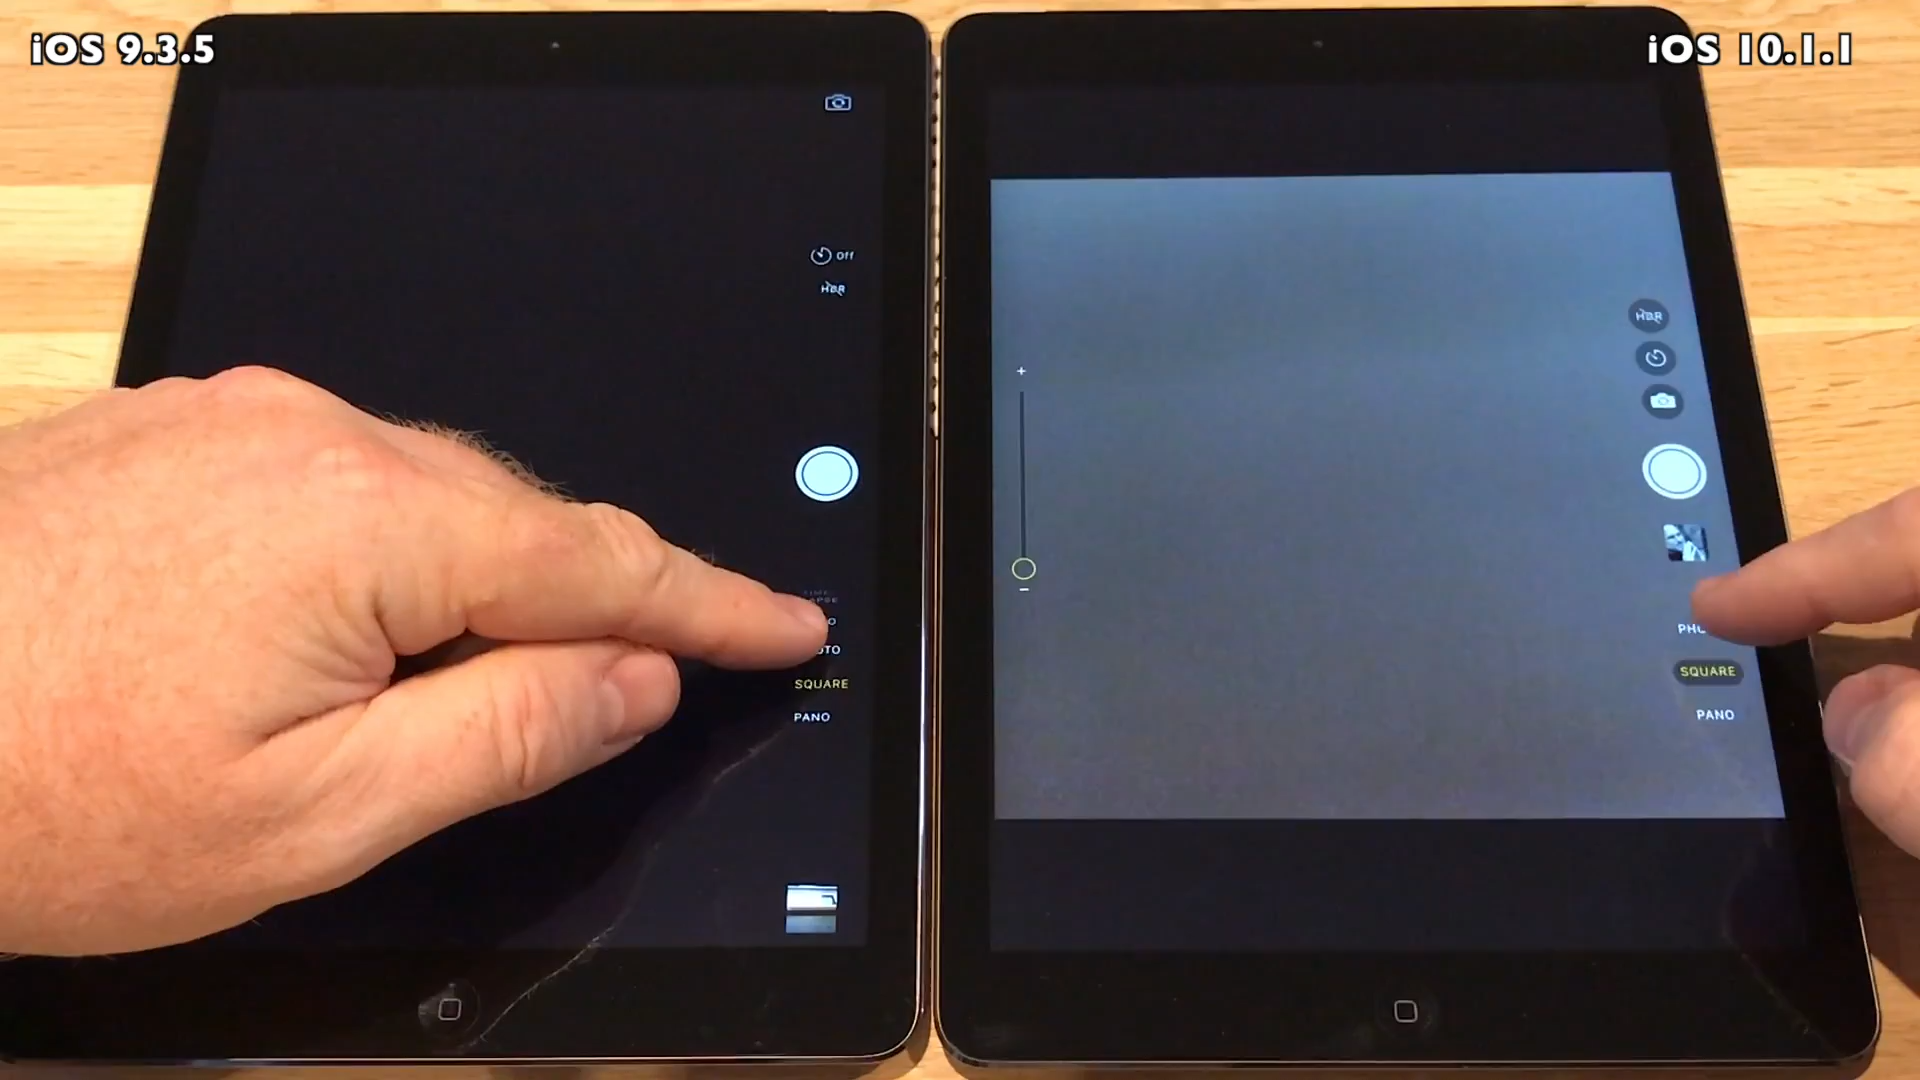 iOS 9.3.5
iOS 10.1.1
Off
HDR
HDR
SQUARE
PANO
SQUARE
PANO